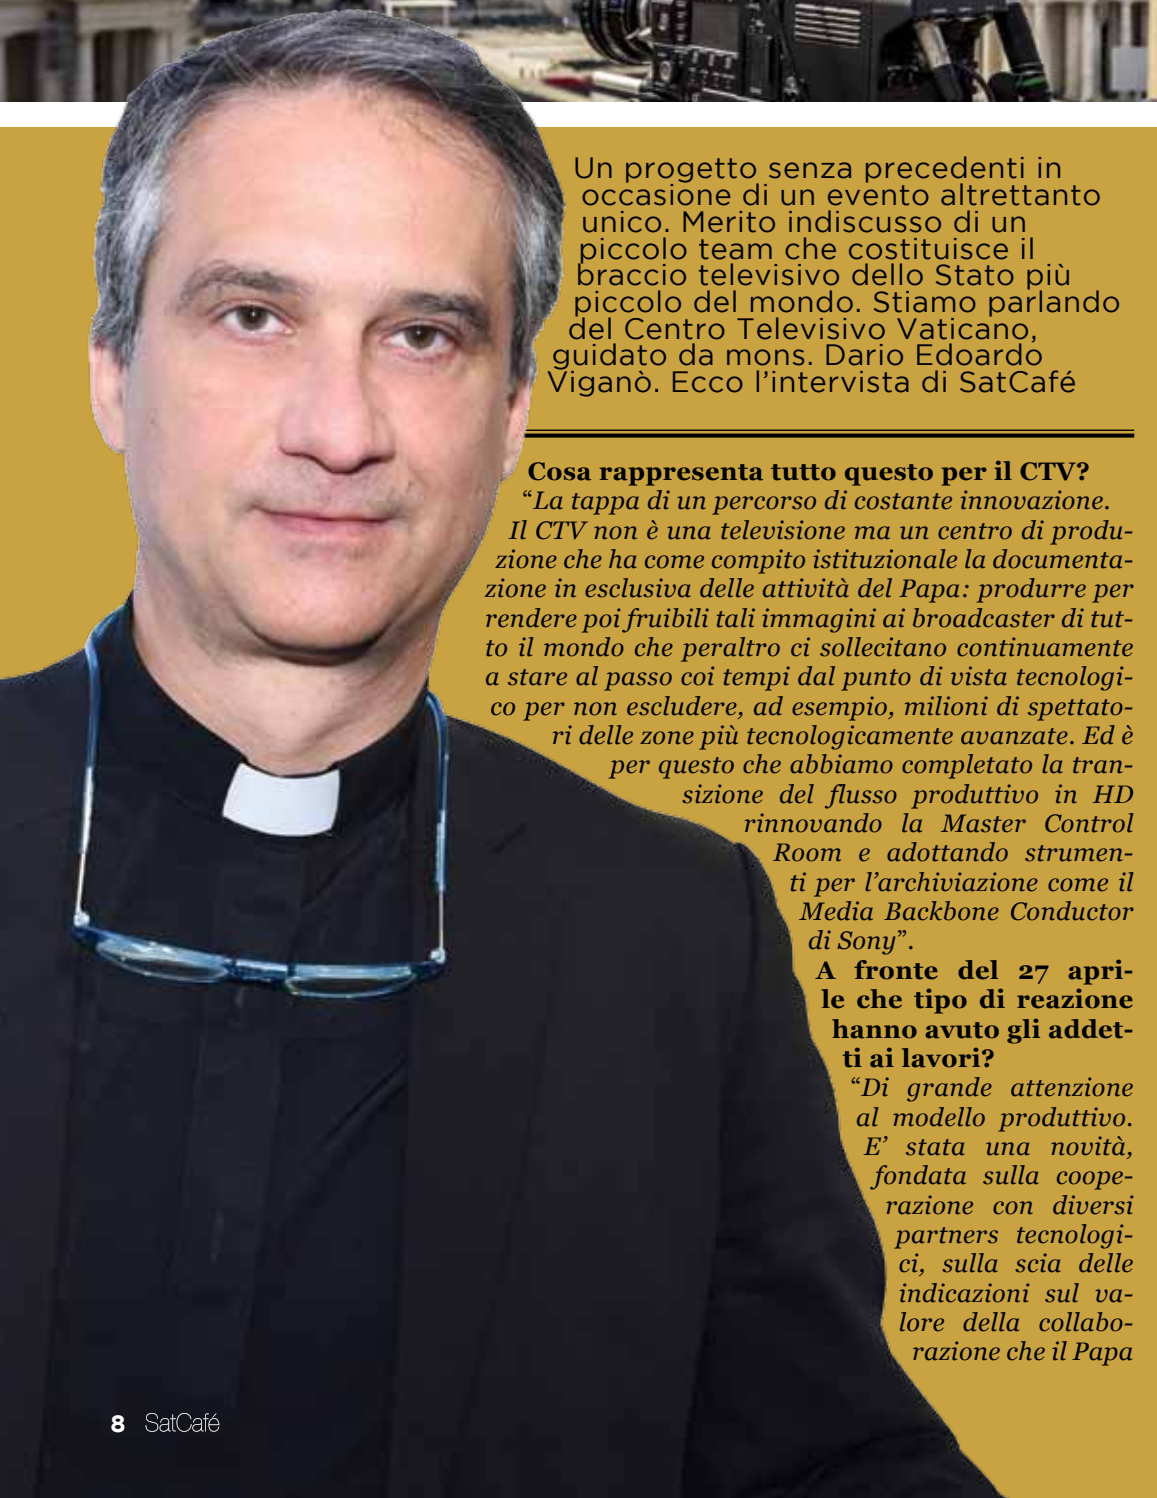 Un progetto senza precedenti in
occasione di un evento altrettanto
unico. Merito indiscusso di un
piccolo team che costituisce il
braccio televisivo dello Stato più
piccolo del mondo. Stiamo parlando
del Centro Televisivo Vaticano,
guidato da mons. Dario Edoardo
Viganò. Ecco l'intervista di SatCafé
Cosa rappresenta tutto questo per il CTV?
“La tappa di un percorso di costante innovazione.
Il CTV non è una televisione ma un centro di produ-
zione che ha come compito istituzionale la documenta-
zione in esclusiva delle attività del Papa: produrre per
rendere poi fruibili tali immagini ai broadcaster di tut-
to il mondo che peraltro ci sollecitano continuamente
a stare al passo coi tempi dal punto di vista tecnologi-
co per non escludere, ad esempio, milioni di spettato-
ri delle zone più tecnologicamente avanzate. Ed è
per questo che abbiamo completato la tran-
sizione del flusso produttivo in HD
rinnovando la Master Control
Room e adottando strumen-
ti per l'archiviazione come il
Media Backbone Conductor
di Sony”.
A fronte del 27 apri-
le che tipo di reazione
hanno avuto gli addet-
ti ai lavori?
“Di grande attenzione
al modello produttivo.
E' stata una novità,
fondata sulla coope-
razione con diversi
partners tecnologi-
ci, sulla scia delle
indicazioni sul va-
lore della collabo-
razione che il Papa
8 SatCafé